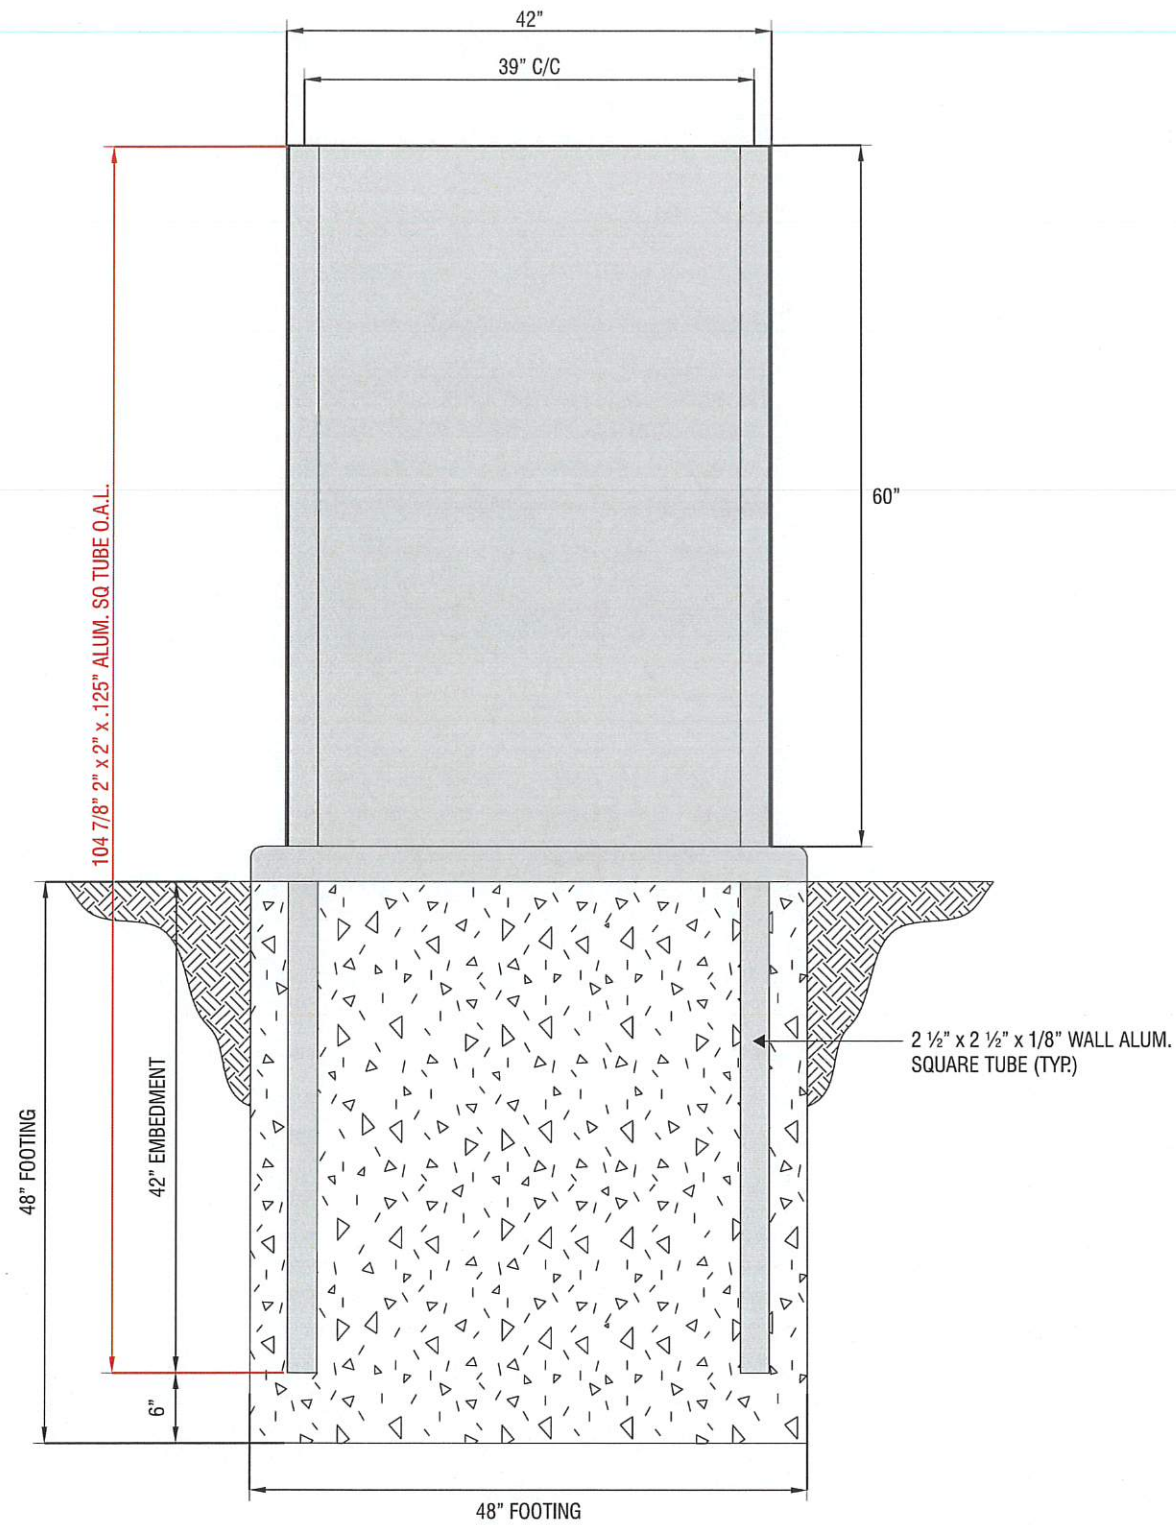 42"
39" C/C
104 7/8" 2" x 2" x .125" ALUM. SQ TUBE O.A.L.
60"
2 ½" x 2 ½" x 1/8" WALL ALUM.
SQUARE TUBE (TYP.)
48" FOOTING
42" EMBEDMENT
6"
48" FOOTING